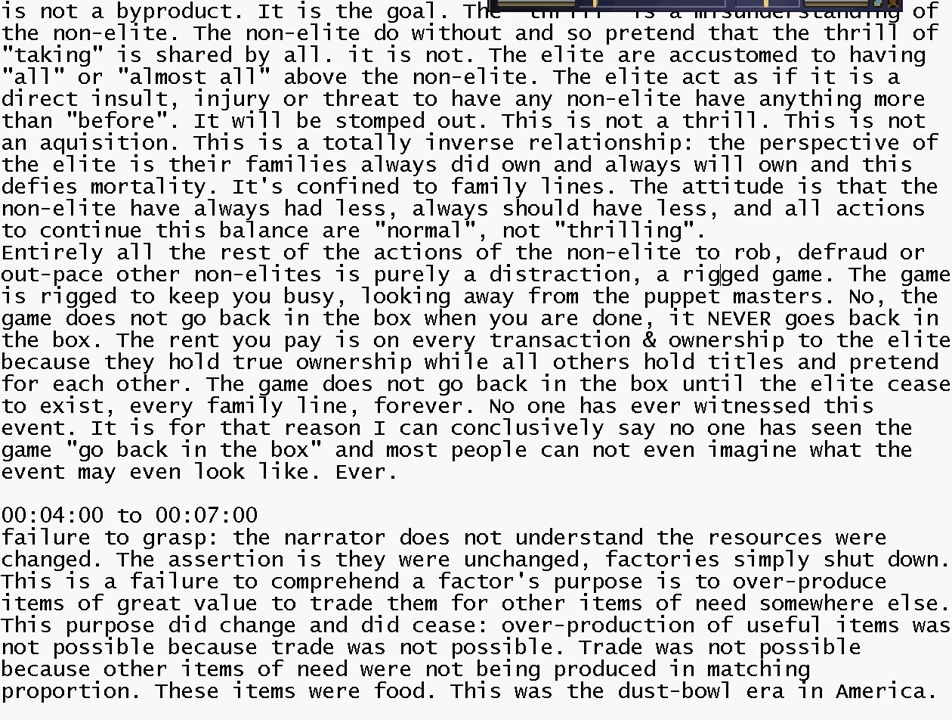 is not a byproduct. It is the goal. The "thrill" is a misunderstanding of
the non-elite. The non-elite do without and so pretend that the thrill of
"taking" is shared by all. it is not. The elite are accustomed to having
"all" or "almost all" above the non-elite. The elite act as if it is a
direct insult, injury or threat to have any non-elite have anything more
than "before". It will be stomped out. This is not a thrill. This is not
an aquisition. This is a totally inverse relationship: the perspective of
the elite is their families always did own and always will own and this
defies mortality. It's confined to family lines. The attitude is that the
non-elite have always had less, always should have less, and all actions
to continue this balance are "normal", not "thrilling".
Entirely all the rest of the actions of the non-elite to rob, defraud or
out-pace other non-elites is purely a distraction, a rigged game. The game
is rigged to keep you busy, looking away from the puppet masters. No, the
game does not go back in the box when you are done, it NEVER goes back in
the box. The rent you pay is on every transaction & ownership to the elite
because they hold true ownership while all others hold titles and pretend
for each other. The game does not go back in the box until the elite cease
to exist, every family line, forever. No one has ever witnessed this
event. It is for that reason I can conclusively say no one has seen the
game "go back in the box" and most people can not even imagine what the
event may even look like. Ever.
00:04:00 to 00:07:00
failure to grasp: the narrator does not understand the resources were
changed. The assertion is they were unchanged, factories simply shut down.
This is a failure to comprehend a factor's purpose is to over-produce
items of great value to trade them for other items of need somewhere else.
This purpose did change and did cease: over-production of useful items was
not possible because trade was not possible. Trade was not possible
because other items of need were not being produced in matching
proportion. These items were food. This was the dust-bowl era in America.